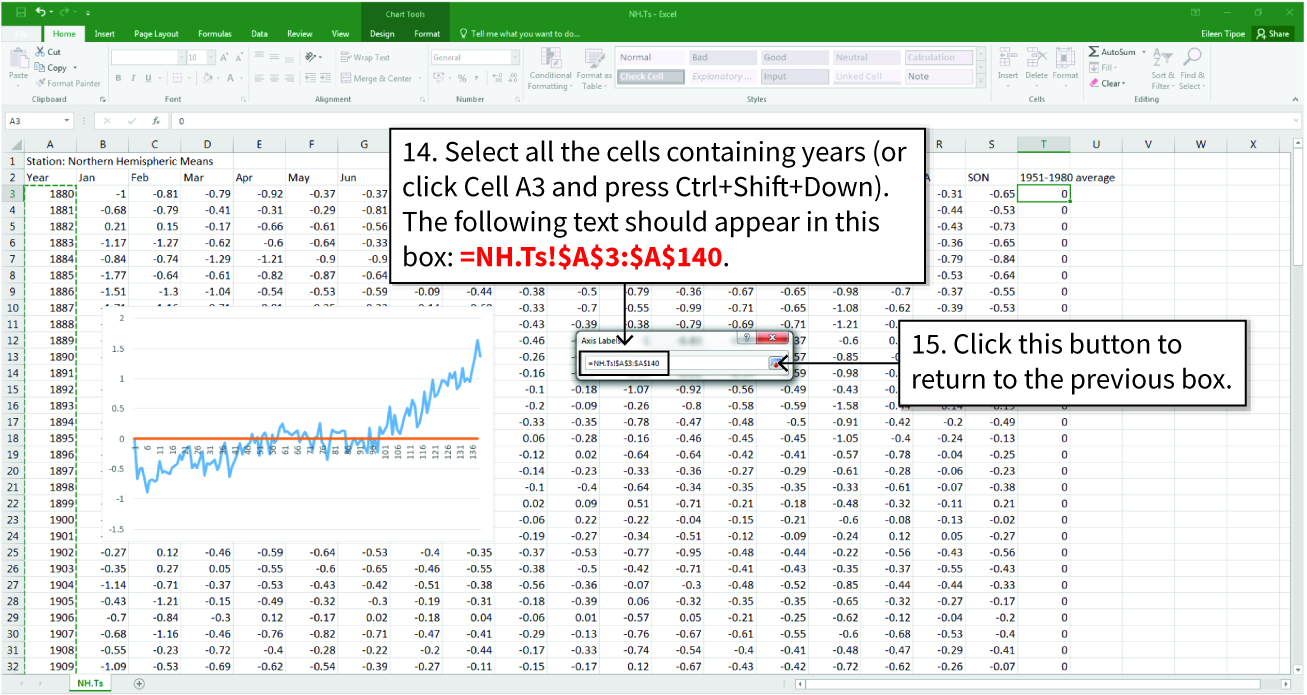 Chart Tools
NH.Ts - Excel
File Home Insert Page Layout Formulas Data Review View Design Format Tell me what you want to do... Eileen Tipoe Share
Paste Cut Copy Format Painter
10 A A Wrap Text General AutoSum
B I U A Merge & Center % Conditional Formatting Format as Table
Normal Bad Good Neutral Calculation
Check Cell Explanatory ... Input Linked Cell Note
Insert Delete Format Fill Clear Sort & Filter Find & Select
Clipboard Font Alignment Number Styles Cells Editing
A3 fx 0
A B C D E F G R S T U V W X
1 Station: Northern Hemispheric Means
2 Year Jan Feb Mar Apr May Jun SON 1951-1980 average
3 1880 -1 -0.81 -0.79 -0.92 -0.37 -0.37 -0.31 -0.65 0
4 1881 -0.68 -0.79 -0.41 -0.31 -0.29 -0.81 -0.44 -0.53 0
5 1882 0.21 0.15 -0.17 -0.66 -0.61 -0.56 -0.43 -0.73 0
6 1883 -1.17 -1.27 -0.62 -0.6 -0.64 -0.33 -0.36 -0.65 0
7 1884 -0.84 -0.74 -1.29 -1.21 -0.9 -0.9 -0.79 -0.84 0
8 1885 -1.77 -0.64 -0.61 -0.82 -0.87 -0.64 -0.53 -0.64 0
9 1886 -1.51 -1.3 -1.04 -0.54 -0.53 -0.59 -0.09 -0.44 -0.38 -0.5 -0.79 -0.36 -0.67 -0.65 -0.98 -0.7 -0.37 -0.55 0
10 1887 -0.33 -0.7 -0.55 -0.99 -0.71 -0.65 -1.08 -0.62 -0.39 -0.53 0
11 1888 -0.43 -0.39 -0.38 -0.79 -0.69 -0.71 -1.21
12 1889 -0.46
13 1890 -0.26
14 1891 -0.16
15 1892 -0.1 -0.18 -1.07 -0.92 -0.56 -0.49 -0.43
16 1893 -0.2 -0.09 -0.26 -0.8 -0.58 -0.59 -1.58
17 1894 -0.33 -0.35 -0.78 -0.47 -0.48 -0.5 -0.91 -0.42 -0.2 -0.49 0
18 1895 0.06 -0.28 -0.16 -0.46 -0.45 -0.45 -1.05 -0.4 -0.24 -0.13 0
19 1896 -0.12 0.02 -0.64 -0.64 -0.42 -0.41 -0.57 -0.78 -0.04 -0.25 0
20 1897 -0.14 -0.23 -0.33 -0.36 -0.27 -0.29 -0.61 -0.28 -0.06 -0.23 0
21 1898 -0.1 -0.4 -0.64 -0.34 -0.35 -0.35 -0.33 -0.61 -0.07 -0.38 0
22 1899 0.02 0.09 0.51 -0.71 -0.21 -0.18 -0.48 -0.32 -0.11 0.21 0
23 1900 -0.06 0.22 -0.22 -0.04 -0.15 -0.21 -0.6 -0.08 -0.13 -0.02 0
24 1901 -0.19 -0.27 -0.34 -0.51 -0.12 -0.09 -0.24 0.12 0.05 -0.27 0
25 1902 -0.27 0.12 -0.46 -0.59 -0.64 -0.53 -0.4 -0.35 -0.37 -0.53 -0.77 -0.95 -0.48 -0.44 -0.22 -0.56 -0.43 -0.56 0
26 1903 -0.35 0.27 0.05 -0.55 -0.6 -0.65 -0.46 -0.55 -0.38 -0.5 -0.42 -0.71 -0.41 -0.43 -0.35 -0.37 -0.55 -0.43 0
27 1904 -1.14 -0.71 -0.37 -0.53 -0.43 -0.42 -0.51 -0.38 -0.56 -0.36 -0.07 -0.3 -0.48 -0.52 -0.85 -0.44 -0.44 -0.33 0
28 1905 -0.43 -1.21 -0.15 -0.49 -0.32 -0.3 -0.19 -0.31 -0.18 -0.39 0.06 -0.32 -0.35 -0.35 -0.65 -0.32 -0.27 -0.17 0
29 1906 -0.7 -0.84 -0.3 0.12 -0.17 0.02 -0.18 0.04 -0.06 0.01 -0.57 0.05 -0.21 -0.25 -0.62 -0.12 -0.04 -0.2 0
30 1907 -0.68 -1.16 -0.46 -0.76 -0.82 -0.71 -0.47 -0.41 -0.29 -0.13 -0.76 -0.67 -0.61 -0.55 -0.6 -0.68 -0.53 -0.4 0
31 1908 -0.55 -0.23 -0.72 -0.4 -0.28 -0.22 -0.2 -0.44 -0.17 -0.33 -0.74 -0.54 -0.4 -0.41 -0.48 -0.47 -0.29 -0.41 0
32 1909 -1.09 -0.53 -0.69 -0.62 -0.54 -0.39 -0.27 -0.11 -0.15 -0.17 0.12 -0.67 -0.43 -0.42 -0.72 -0.62 -0.26 -0.07 0
14. Select all the cells containing years (or
click Cell A3 and press Ctrl+Shift+Down).
The following text should appear in this
box: =NH.Ts!$A$3:$A$140.
Axis Labels
=NH.Ts!$A$3:$A$140
15. Click this button to
return to the previous box.
2
1.5
1
0.5
0
-0.5
-1
-1.5
1 6 11 16 21 26 31 36 41 46 51 56 61 66 71 76 81 86 91 96 101 106 111 116 121 126 131 136
NH.Ts